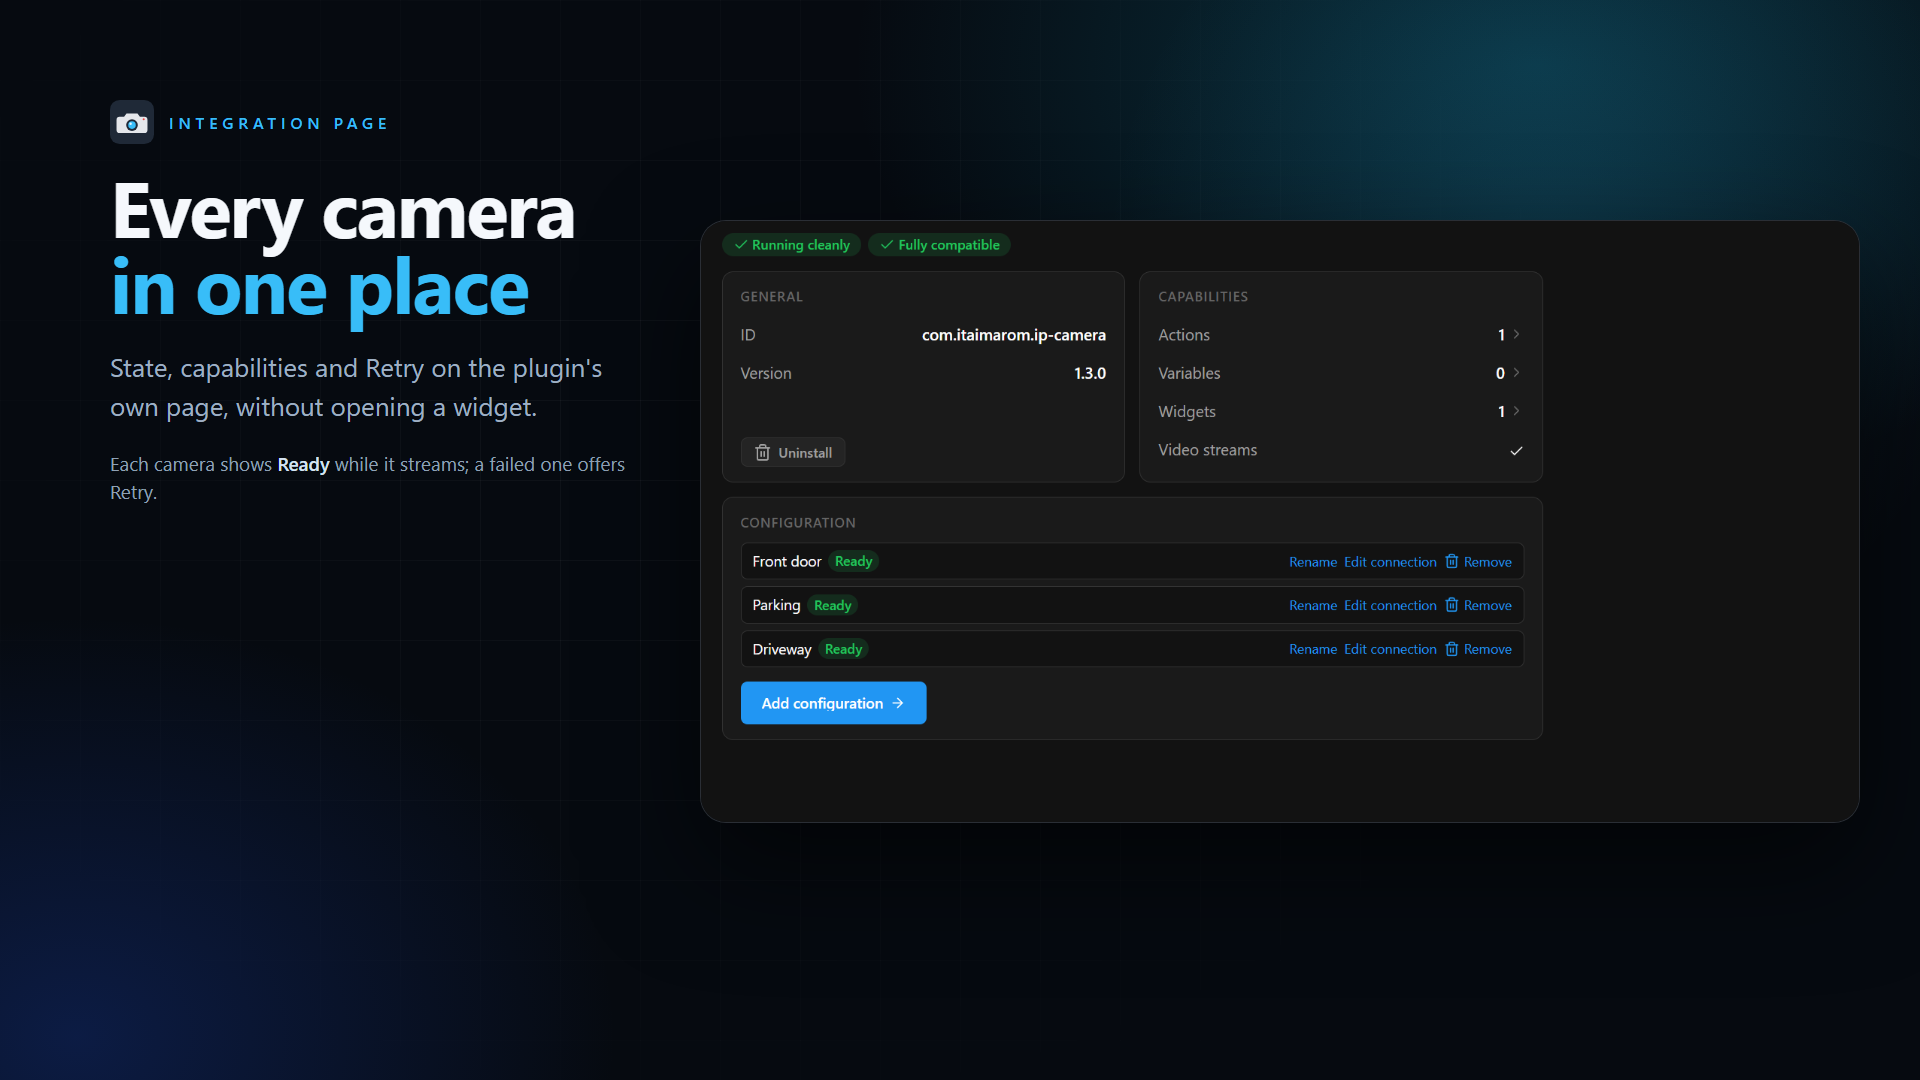 INTEGRATION PAGE
Every camera
in one place
State, capabilities and Retry on the plugin's
own page, without opening a widget.
Each camera shows Ready while it streams; a failed one offers
Retry.
Running cleanly
Fully compatible
GENERAL
ID com.itaimarom.ip-camera
Version 1.3.0
Uninstall
CAPABILITIES
Actions 1
Variables 0
Widgets 1
Video streams
CONFIGURATION
Front door Ready Rename Edit connection Remove
Parking Ready Rename Edit connection Remove
Driveway Ready Rename Edit connection Remove
Add configuration